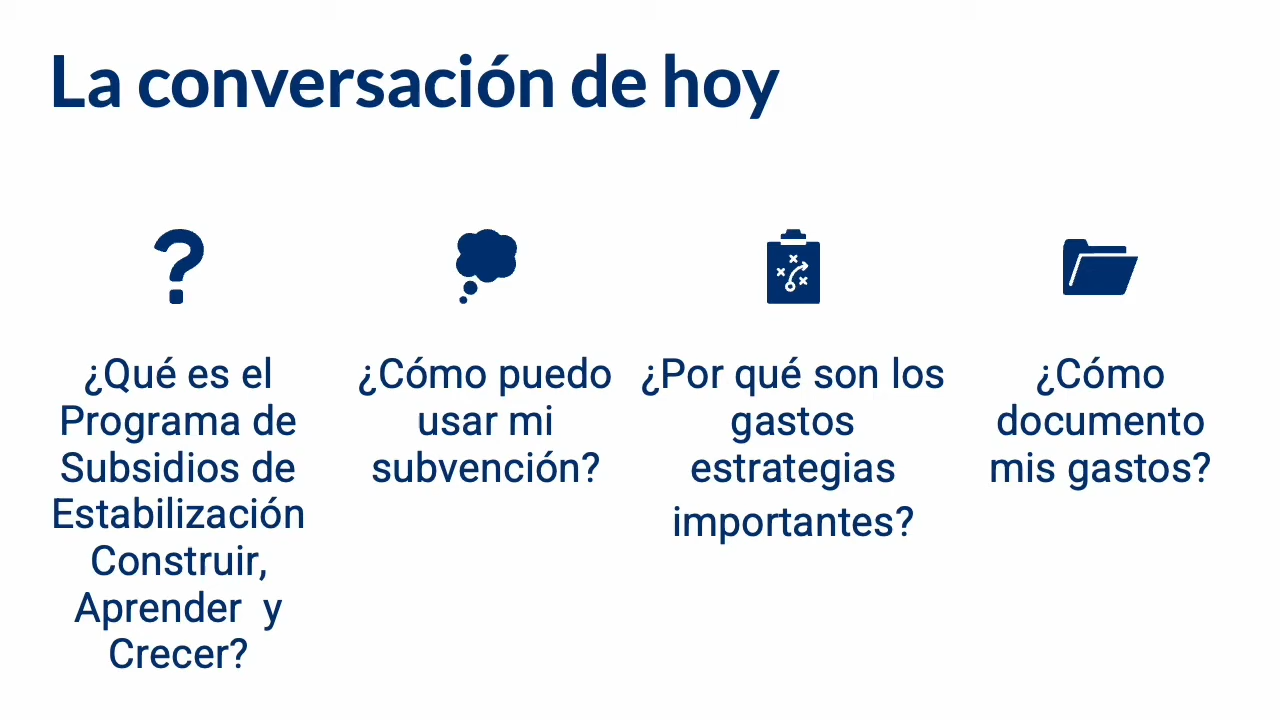 La conversación de hoy
¿Qué es el
Programa de
Subsidios de
Estabilización
Construir,
Aprender y
Crecer?
¿Cómo puedo
usar mi
subvención?
¿Por qué son los
gastos
estrategias
importantes?
¿Cómo
documento
mis gastos?